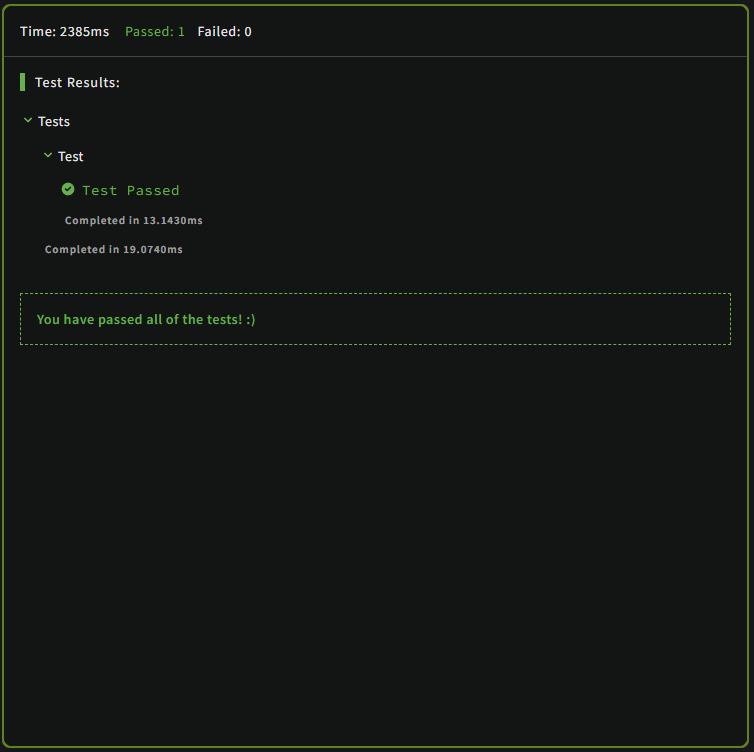 Time: 2385ms Passed: 1 Failed: 0
Test Results:
Tests
Test
Test Passed
Completed in 13.1430ms
Completed in 19.0740ms
You have passed all of the tests! :)